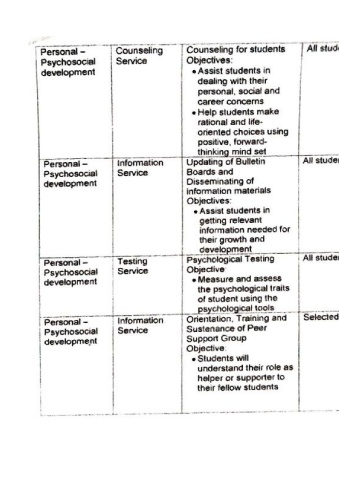 Personal –
Psychosocial
development
Counseling
Service
Counseling for students
Objectives:
• Assist students in
dealing with their
personal, social and
career concerns
• Help students make
rational and life-
oriented choices using
positive, forward-
thinking mind set
All stude
Personal –
Psychosocial
development
Information
Service
Updating of Bulletin
Boards and
Disseminating of
information materials
Objectives:
• Assist students in
getting relevant
information needed for
their growth and
development
All studen
Personal –
Psychosocial
development
Testing
Service
Psychological Testing
Objective:
• Measure and assess
the psychological traits
of student using the
psychological tools
All studen
Personal –
Psychosocial
development
Information
Service
Orientation, Training and
Sustenance of Peer
Support Group
Objective:
• Students will
understand their role as
helper or supporter to
their fellow students
Selected